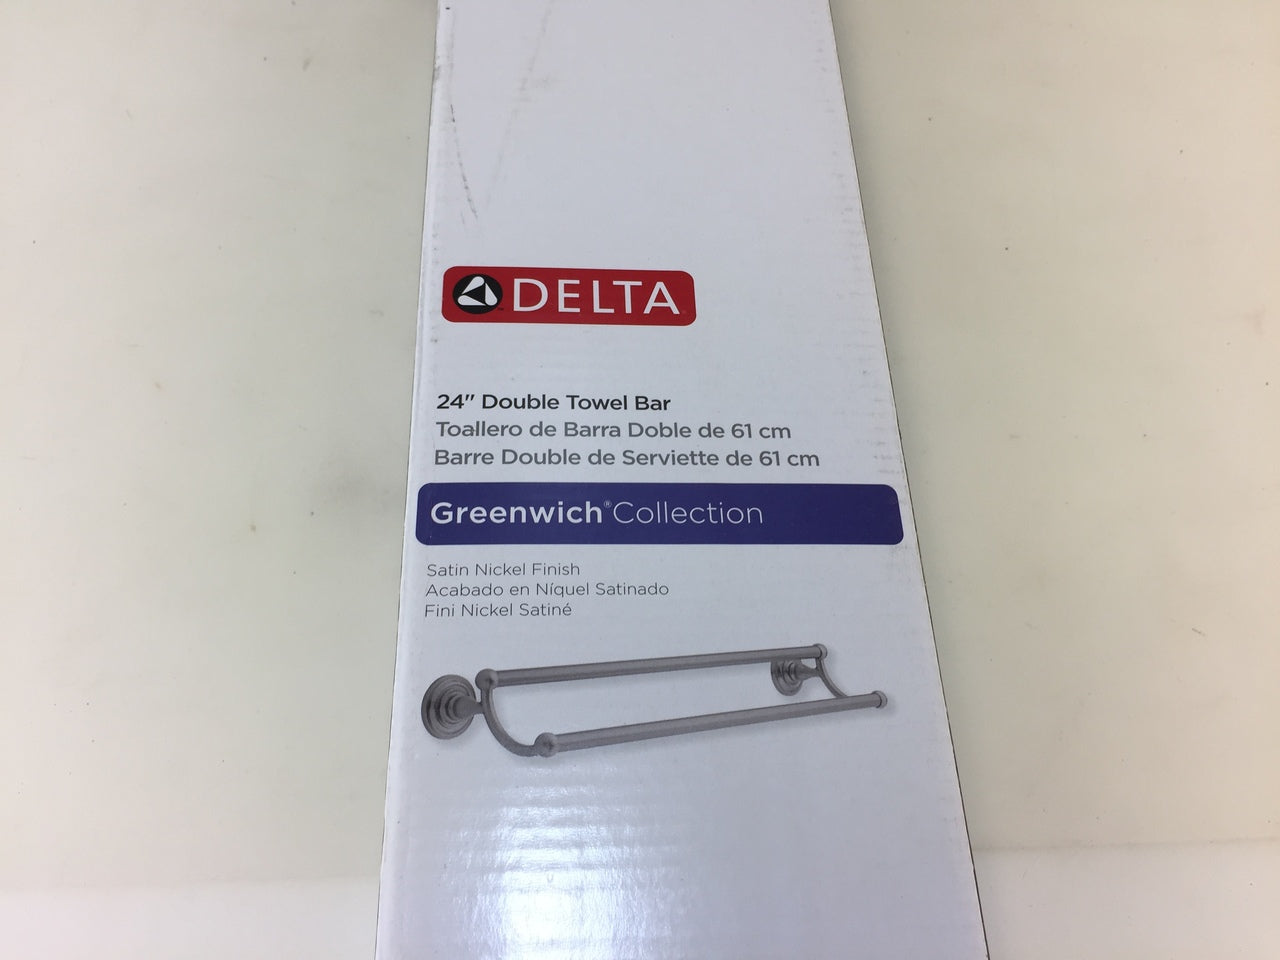 DELTA
24" Double Towel Bar
Toallero de Barra Doble de 61 cm
Barre Double de Serviette de 61 cm
Greenwich® Collection
Satin Nickel Finish
Acabado en Níquel Satinado
Fini Nickel Satiné